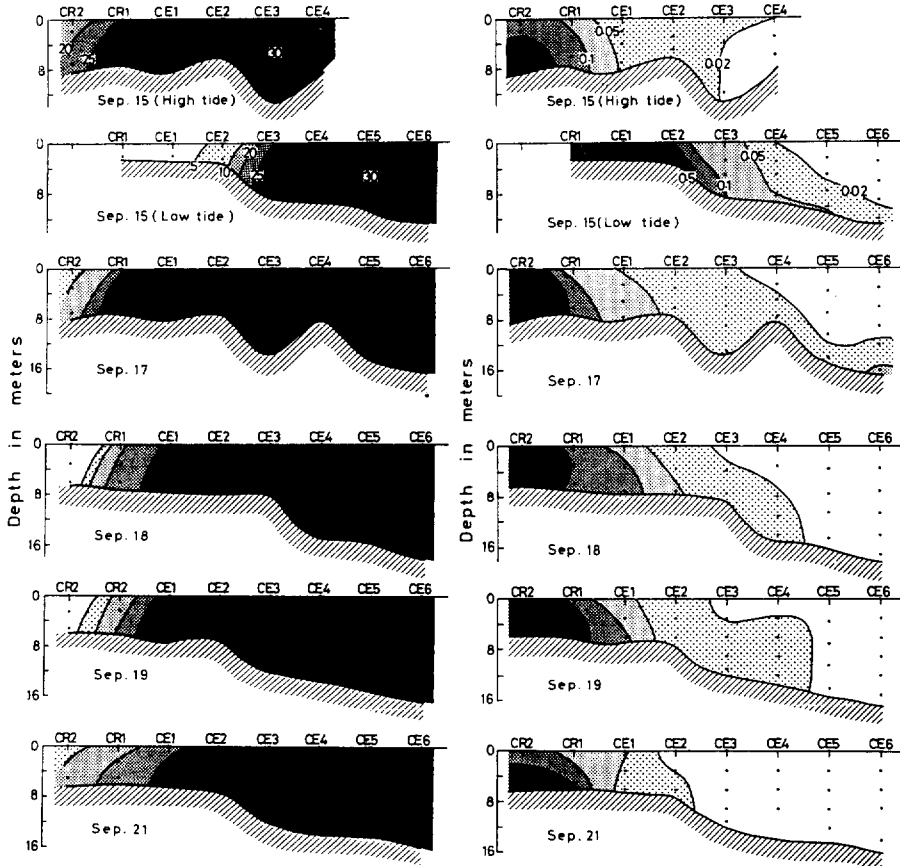 CR2 CR1 CE1 CE2 CE3 CE4
0
8
20
25
30
Sep. 15 (High tide)
CR1 CE1 CE2 CE3 CE4 CE5 CE6
0
8
5
10
20
25
30
Sep. 15 (Low tide)
CR2 CR1 CE1 CE2 CE3 CE4 CE5 CE6
0
8
16
Sep. 17
Depth in meters
CR2 CR1 CE1 CE2 CE3 CE4 CE5 CE6
0
8
16
Sep. 18
CR1 CR2 CE1 CE2 CE3 CE4 CE5 CE6
0
8
16
Sep. 19
CR2 CR1 CE1 CE2 CE3 CE4 CE5 CE6
0
8
16
Sep. 21
CR2 CR1 CE1 CE2 CE3 CE4
0
8
0.05
0.1
0.02
Sep. 15 (High tide)
CR1 CE1 CE2 CE3 CE4 CE5 CE6
0
8
0.5
0.1
0.05
0.02
Sep. 15 (Low tide)
CR2 CR1 CE1 CE2 CE3 CE4 CE5 CE6
0
8
16
Sep. 17
Depth in meters
CR2 CR1 CE1 CE2 CE3 CE4 CE5 CE6
0
8
16
Sep. 18
CR2 CR1 CE1 CE2 CE3 CE4 CE5 CE6
0
8
16
Sep. 19
CR2 CR1 CE1 CE2 CE3 CE4 CE5 CE6
0
8
16
Sep. 21